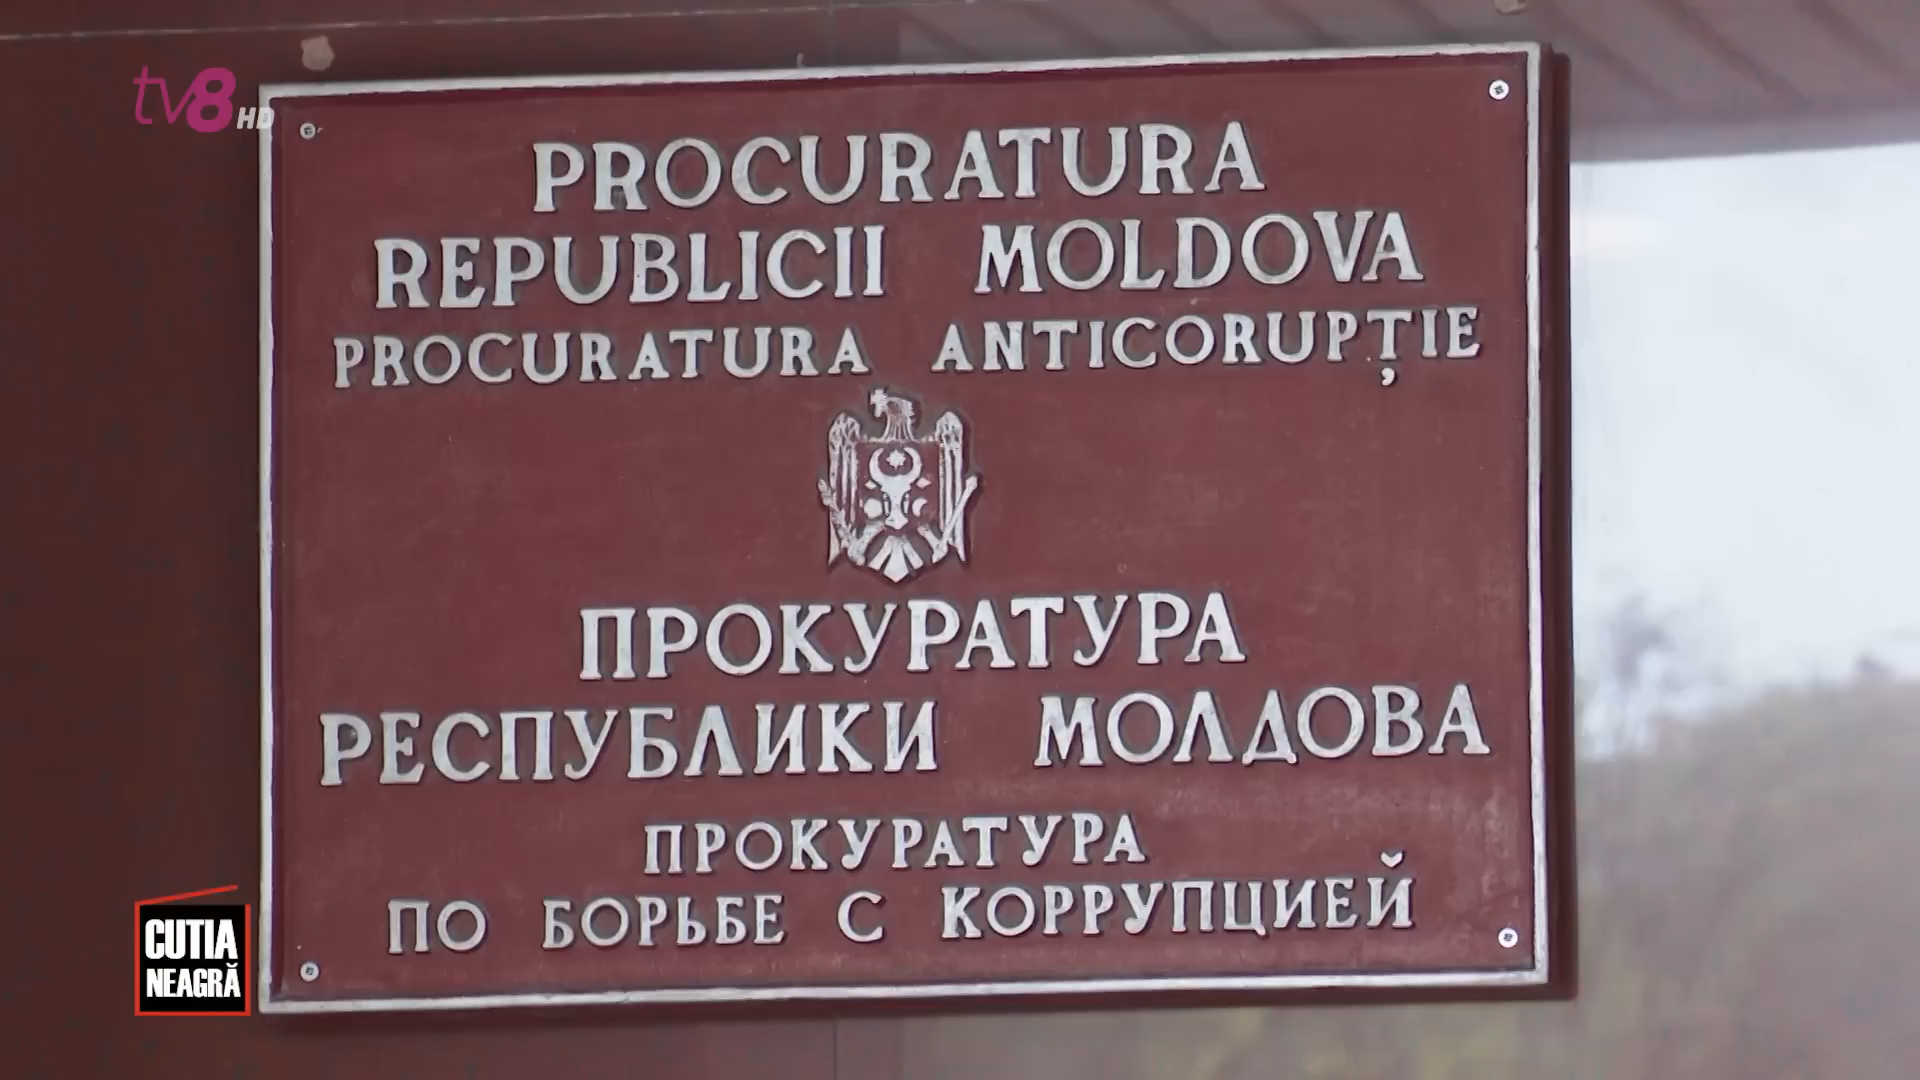 tv8 HD
PROCURATURA
REPUBLICII MOLDOVA
PROCURATURA ANTICORUPȚIE
ПРОКУРАТУРА
РЕСПУБЛИКИ МОЛДОВА
ПРОКУРАТУРА
ПО БОРЬБЕ С КОРРУПЦИЕЙ
CUTIA
NEAGRĂ